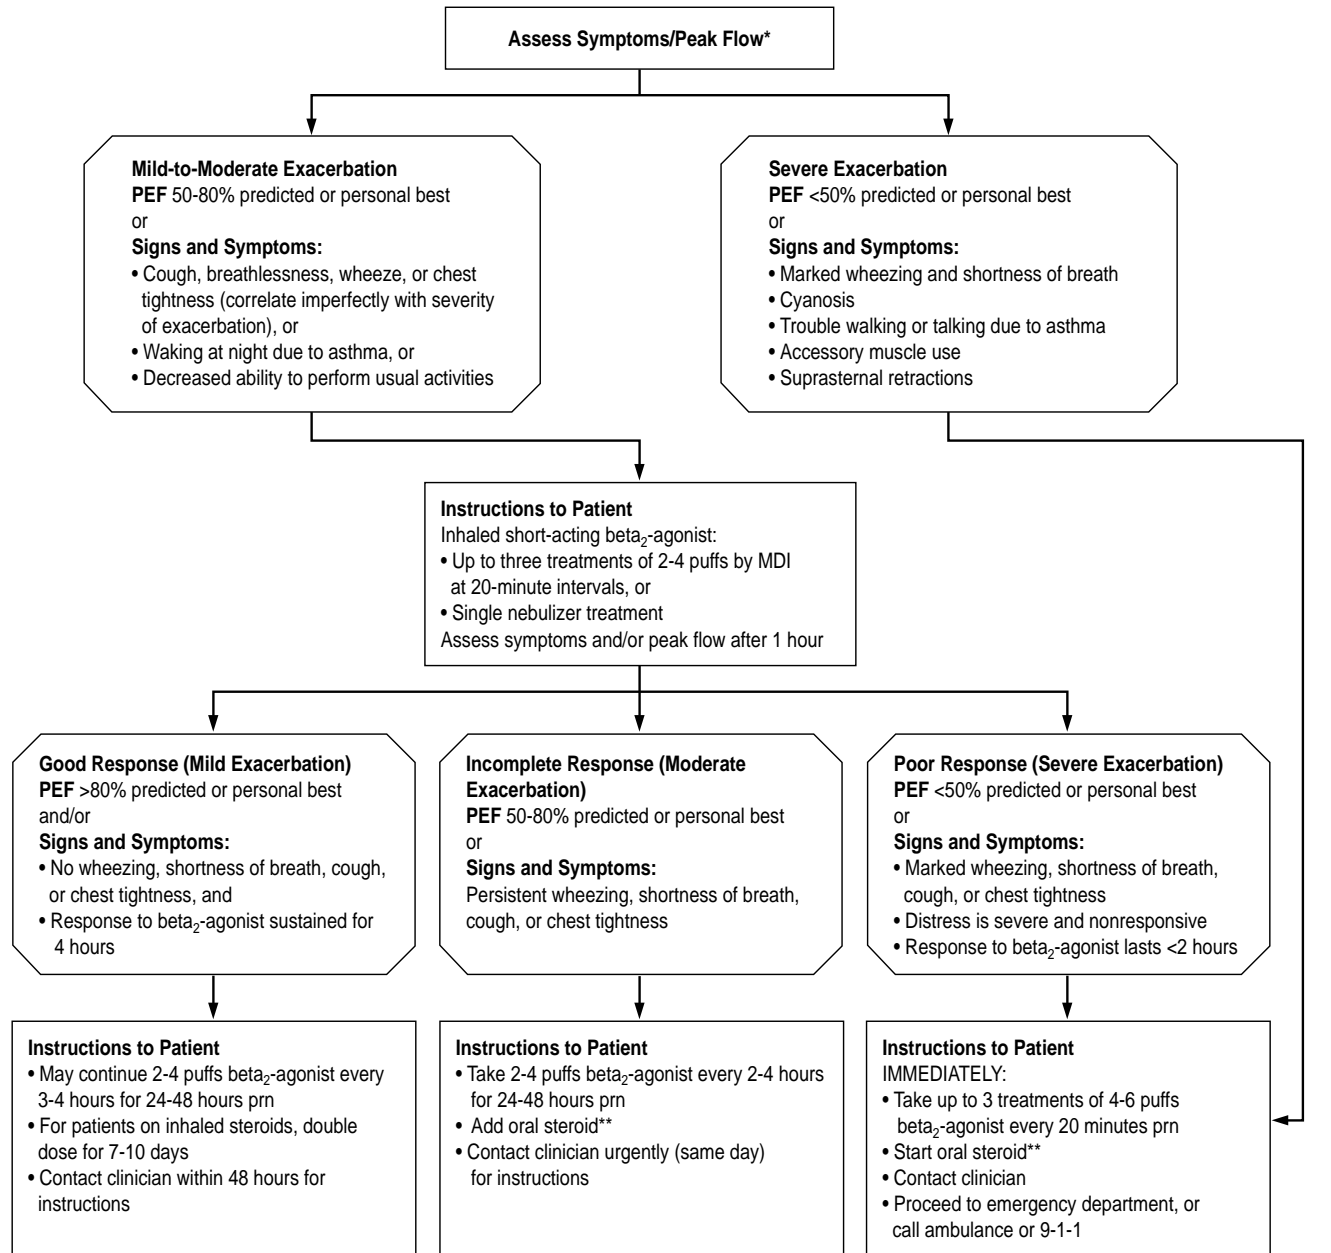 Assess Symptoms/Peak Flow*
Mild-to-Moderate Exacerbation
PEF 50-80% predicted or personal best
or
Signs and Symptoms:
• Cough, breathlessness, wheeze, or chest
tightness (correlate imperfectly with severity
of exacerbation), or
• Waking at night due to asthma, or
• Decreased ability to perform usual activities
Severe Exacerbation
PEF <50% predicted or personal best
or
Signs and Symptoms:
• Marked wheezing and shortness of breath
• Cyanosis
• Trouble walking or talking due to asthma
• Accessory muscle use
• Suprasternal retractions
Instructions to Patient
Inhaled short-acting beta₂-agonist:
• Up to three treatments of 2-4 puffs by MDI
at 20-minute intervals, or
• Single nebulizer treatment
Assess symptoms and/or peak flow after 1 hour
Good Response (Mild Exacerbation)
PEF >80% predicted or personal best
and/or
Signs and Symptoms:
• No wheezing, shortness of breath, cough,
or chest tightness, and
• Response to beta₂-agonist sustained for
4 hours
Incomplete Response (Moderate
Exacerbation)
PEF 50-80% predicted or personal best
or
Signs and Symptoms:
Persistent wheezing, shortness of breath,
cough, or chest tightness
Poor Response (Severe Exacerbation)
PEF <50% predicted or personal best
or
Signs and Symptoms:
• Marked wheezing, shortness of breath,
cough, or chest tightness
• Distress is severe and nonresponsive
• Response to beta₂-agonist lasts <2 hours
Instructions to Patient
• May continue 2-4 puffs beta₂-agonist every
3-4 hours for 24-48 hours prn
• For patients on inhaled steroids, double
dose for 7-10 days
• Contact clinician within 48 hours for
instructions
Instructions to Patient
• Take 2-4 puffs beta₂-agonist every 2-4 hours
for 24-48 hours prn
• Add oral steroid**
• Contact clinician urgently (same day)
for instructions
Instructions to Patient
IMMEDIATELY:
• Take up to 3 treatments of 4-6 puffs
beta₂-agonist every 20 minutes prn
• Start oral steroid**
• Contact clinician
• Proceed to emergency department, or
call ambulance or 9-1-1